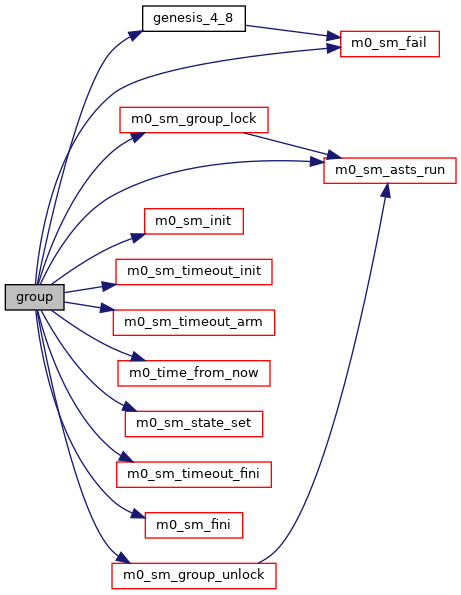 genesis_4_8
m0_sm_fail
m0_sm_group_lock
m0_sm_asts_run
m0_sm_init
m0_sm_timeout_init
group
m0_sm_timeout_arm
m0_time_from_now
m0_sm_state_set
m0_sm_timeout_fini
m0_sm_fini
m0_sm_group_unlock